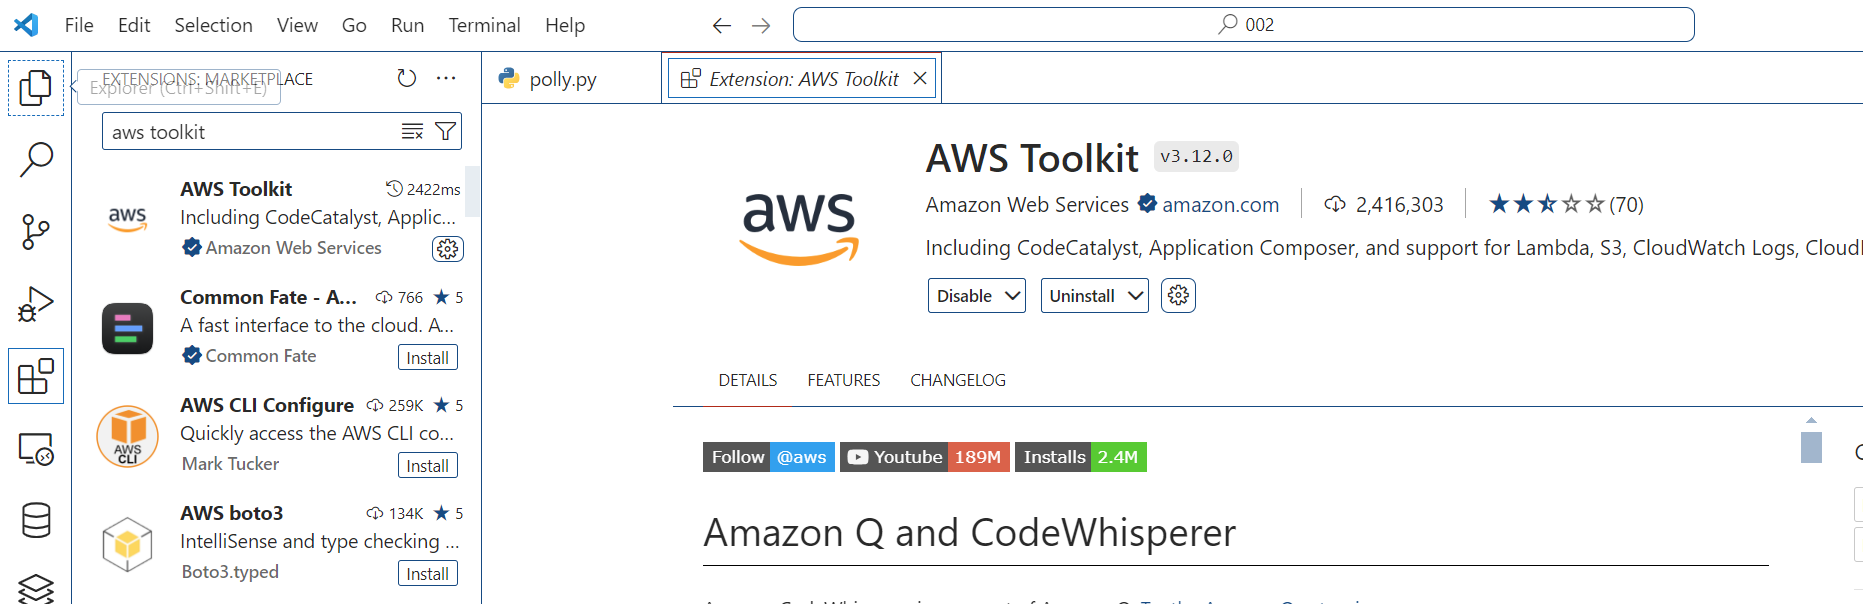 File Edit Selection View Go Run Terminal Help
002
EXTENSIONS: MARKETPLACE
Explorer (Ctrl+Shift+E)
aws toolkit
AWS Toolkit 2422ms
Including CodeCatalyst, Applic...
Amazon Web Services
aws
Common Fate - A... 766 5
A fast interface to the cloud. A...
Common Fate Install
AWS CLI Configure 259K 5
Quickly access the AWS CLI co...
Mark Tucker Install
AWS
CLI
AWS boto3 134K 5
IntelliSense and type checking ...
Boto3.typed Install
polly.py
Extension: AWS Toolkit
aws
AWS Toolkit v3.12.0
Amazon Web Services amazon.com 2,416,303 (70)
Including CodeCatalyst, Application Composer, and support for Lambda, S3, CloudWatch Logs,
Disable Uninstall
DETAILS FEATURES CHANGELOG
Follow @aws Youtube 189M Installs 2.4M
Amazon Q and CodeWhisperer